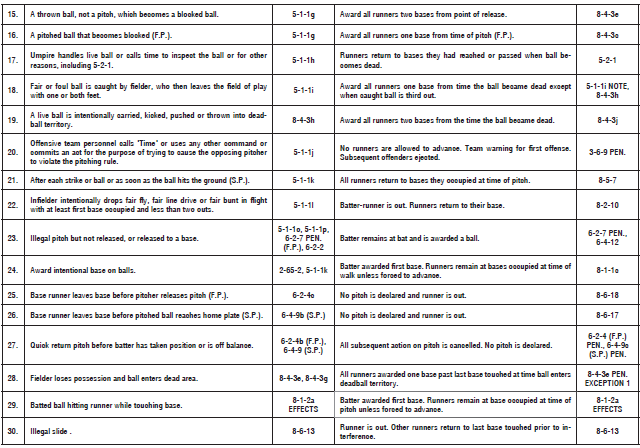 15. A thrown ball, not a pitch, which becomes a blocked ball. 5-1-1g Award all runners two bases from point of release. 8-4-3e
16. A pitched ball that becomes blocked (F.P.). 5-1-1g Award all runners one base from time of pitch (F.P.). 8-4-3c
17. Umpire handles live ball or calls time to inspect the ball or for other
reasons, including 5-2-1.
5-1-1h
Runners return to bases they had reached or passed when ball be-
comes dead.
5-2-1
18. Fair or foul ball is caught by fielder, who then leaves the field of play
with one or both feet.
5-1-1i
Award all runners one base from time the ball became dead except
when caught ball is third out.
5-1-1i NOTE,
8-4-3h
19. A live ball is intentionally carried, kicked, pushed or thrown into dead-
ball territory.
8-4-3h
Award all runners two bases from the time the ball became dead.
8-4-3j
20. Offensive team personnel calls "Time" or uses any other command or
commits an act for the purpose of trying to cause the opposing pitcher
to violate the pitching rule.
5-1-1j
No runners are allowed to advance. Team warning for first offense.
Subsequent offenders ejected.
3-6-9 PEN.
21. After each strike or ball or as soon as the ball hits the ground (S.P.). 5-1-1k All runners return to bases they occupied at time of pitch. 8-5-7
22. Infielder intentionally drops fair fly, fair line drive or fair bunt in flight
with at least first base occupied and less than two outs.
5-1-1l
Batter-runner is out. Runners return to their base.
8-2-10
23. Illegal pitch but not released, or released to a base.
5-1-1o, 5-1-1p,
6-2-7 PEN.
(F.P.), 6-2-2
Batter remains at bat and is awarded a ball.
6-2-7 PEN.,
6-4-12
24. Award intentional base on balls.
2-65-2, 5-1-1k
Batter awarded first base. Runners remain at bases occupied at time of
walk unless forced to advance.
8-1-1c
25. Base runner leaves base before pitcher releases pitch (F.P.). 6-2-4c No pitch is declared and runner is out. 8-6-18
26. Base runner leaves base before pitched ball reaches home plate (S.P.). 6-4-9b (S.P.) No pitch is declared and runner is out. 8-6-17
27. Quick return pitch before batter has taken position or is off balance.
6-2-4b (F.P.),
6-4-9 (S.P.)
All subsequent action on pitch is cancelled. No pitch is declared.
6-2-4 (F.P.)
PEN., 6-4-9c
(S.P.) PEN.
28. Fielder loses possession and ball enters dead area.
8-4-3e, 8-4-3g
All runners awarded one base past last base touched at time ball enters
deadball territory.
8-4-3e PEN.
EXCEPTION 1
29. Batted ball hitting runner while touching base.
8-1-2a
EFFECTS
Batter awarded first base. Runners remain at base occupied at time of
pitch unless forced to advance.
8-1-2a
EFFECTS
30. Illegal slide .
8-6-13
Runner is out. Other runners return to last base touched prior to in-
terference.
8-6-13